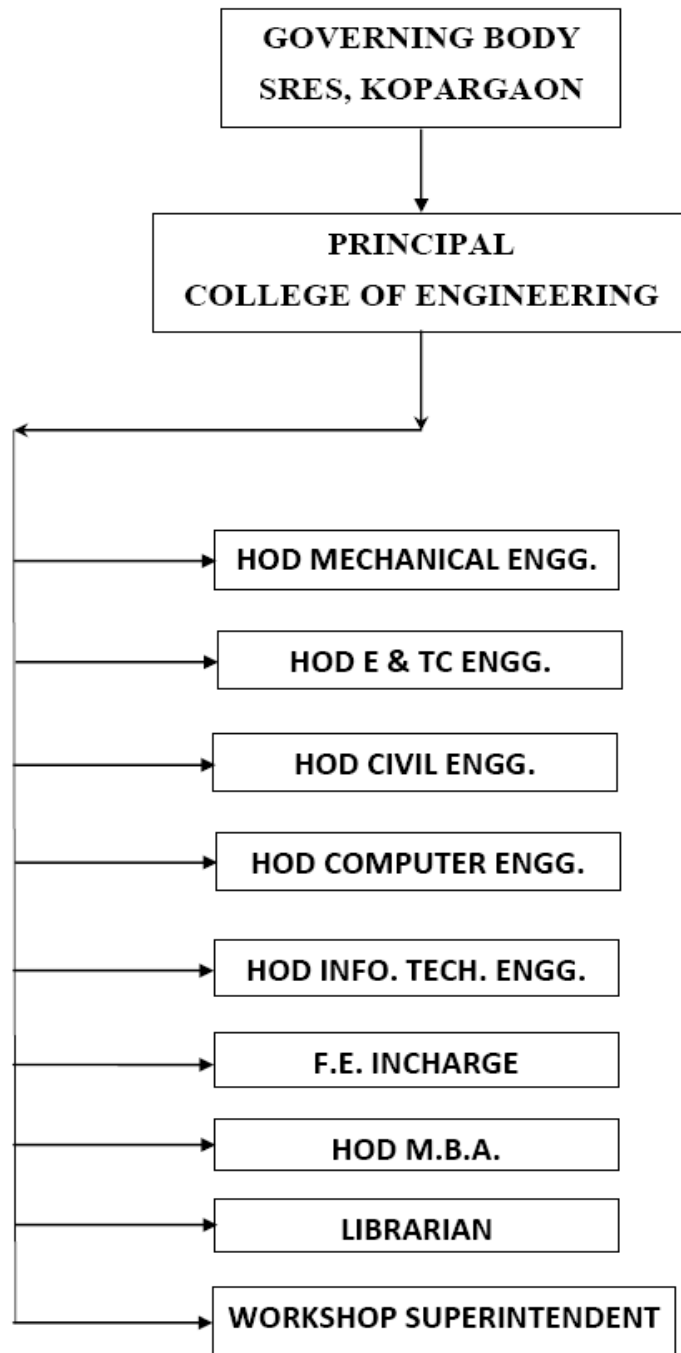 GOVERNING BODY
SRES, KOPARGAON
PRINCIPAL
COLLEGE OF ENGINEERING
HOD MECHANICAL ENGG.
HOD E & TC ENGG.
HOD CIVIL ENGG.
HOD COMPUTER ENGG.
HOD INFO. TECH. ENGG.
F.E. INCHARGE
HOD M.B.A.
LIBRARIAN
WORKSHOP SUPERINTENDENT